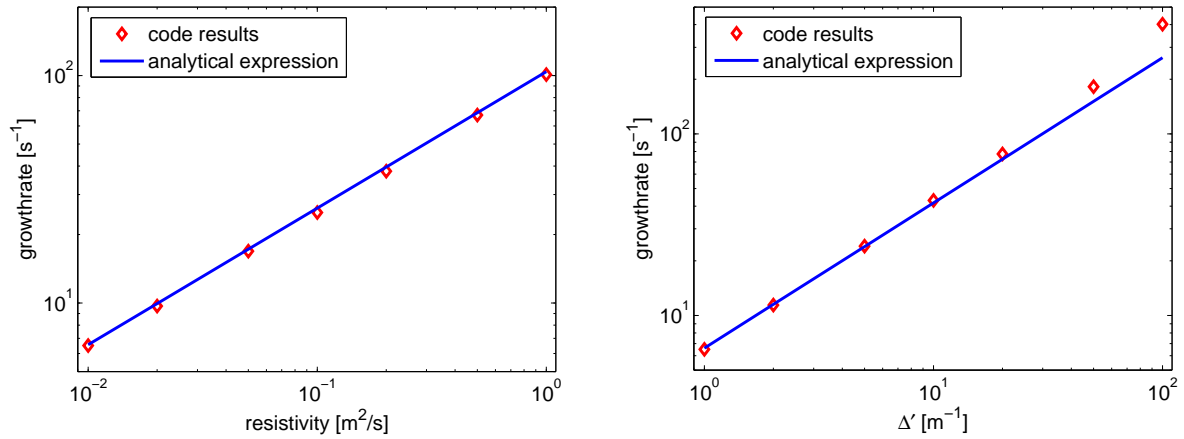 code results
analytical expression
growthrate [s⁻¹]
10²
10¹
10⁻²
10⁻¹
10⁰
resistivity [m²/s]
code results
analytical expression
growthrate [s⁻¹]
10²
10¹
10⁰
10¹
10²
Δ′ [m⁻¹]